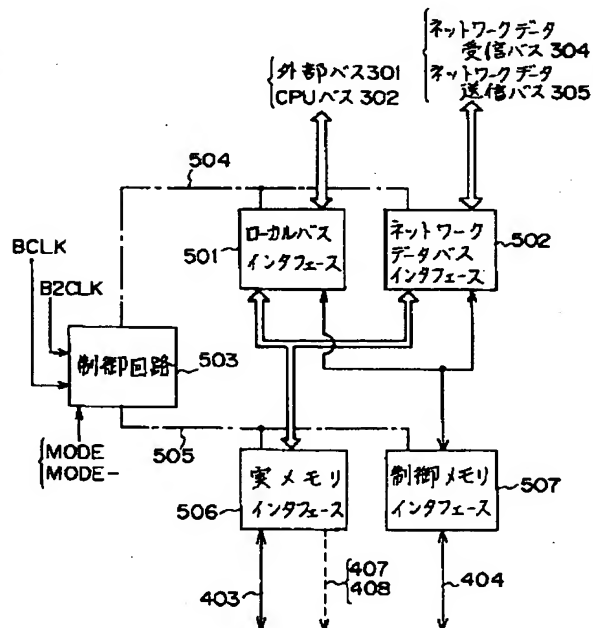 ネットワークデータ
受信バス304
ネットワークデータ
送信バス305
外部バス301
CPUバス302
504
ローカルバス
インタフェース
501
ネットワーク
データバス
インタフェース
502
BCLK
B2CLK
制御回路
503
MODE
MODE-
505
実メモリ
インタフェース
506
制御メモリ
インタフェース
507
403
407
408
404